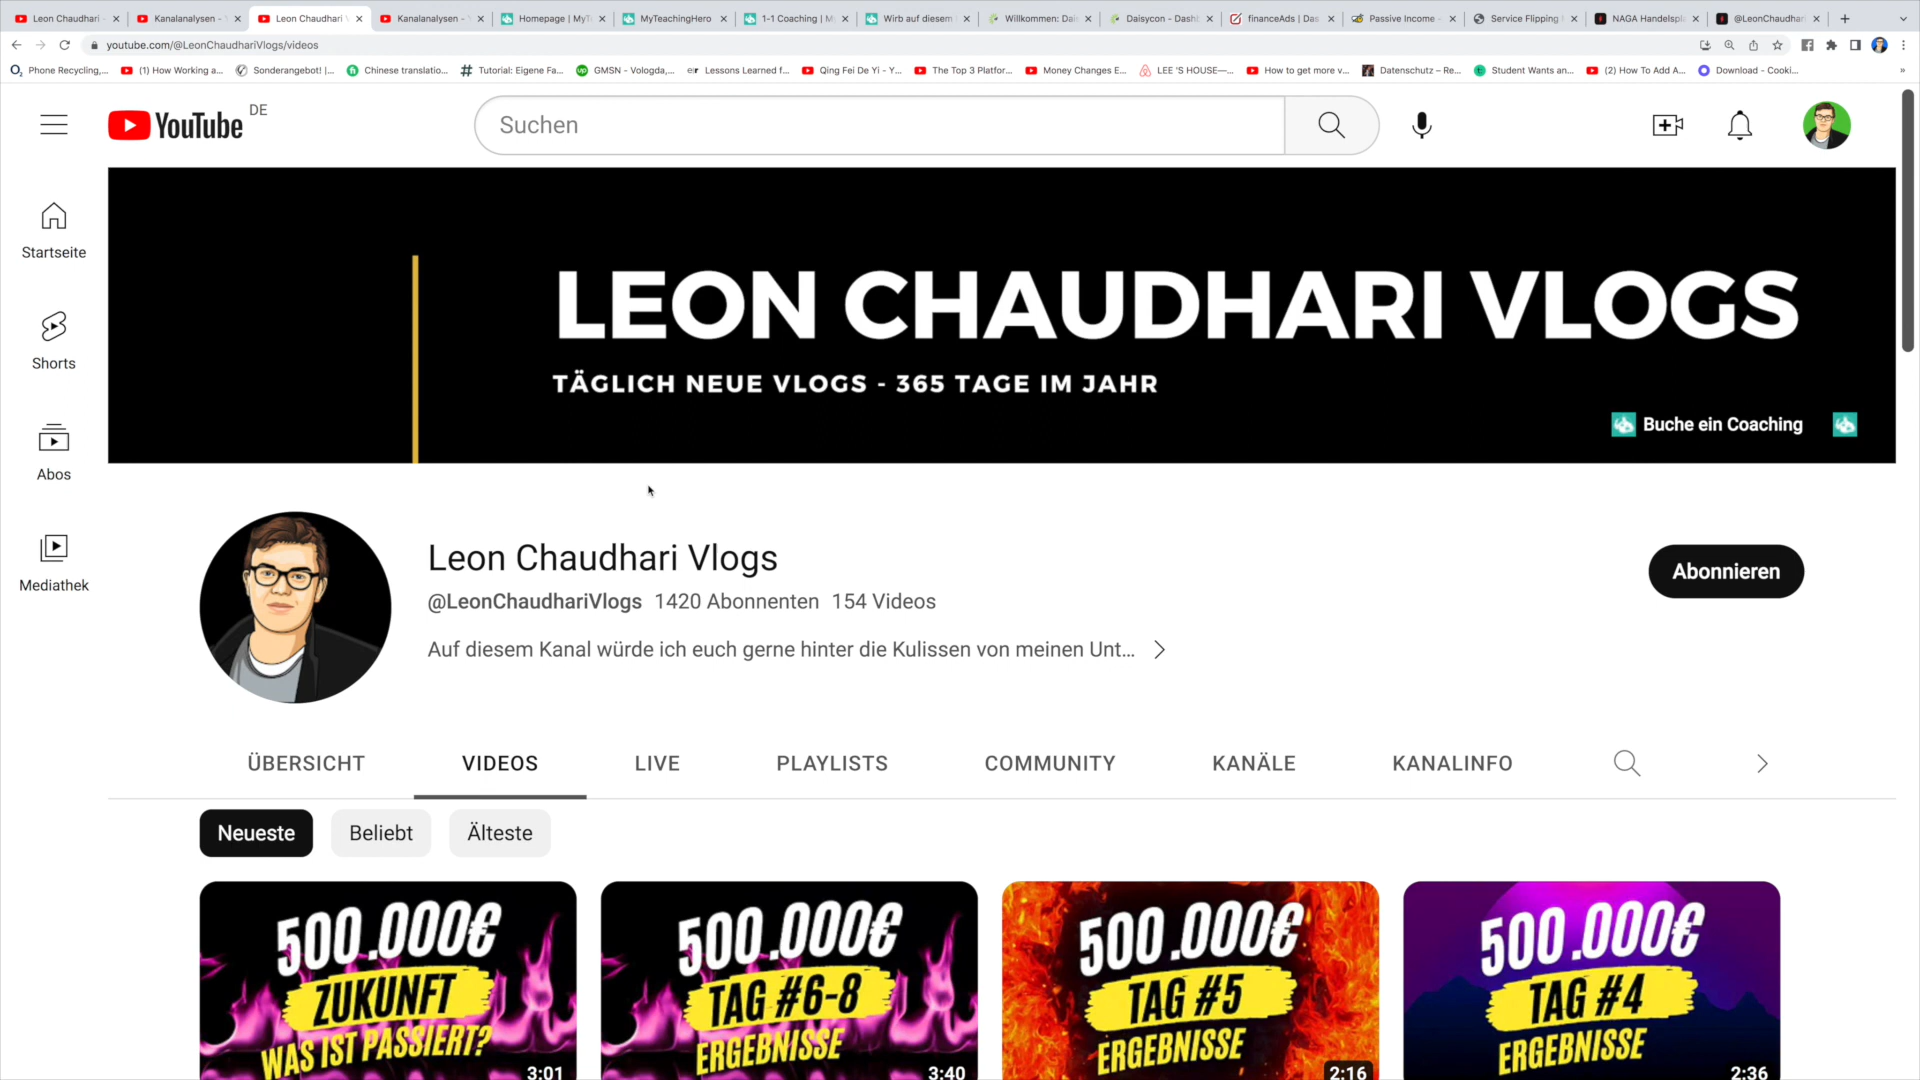 Leon Chaudhari -
Kanalanalysen -
Leon Chaudhari V
Kanalanalysen -
Homepage | MyT
MyTeachingHero
1-1 Coaching | M
Wirb auf diesem
Willkommen: Dai
Daisycon - Dashb
financeAds | Das
Passive Income -
Service Flipping
NAGA Handelspl
@LeonChaudhari
youtube.com/@LeonChaudhariVlogs/videos
Phone Recycling,...
(1) How Working a...
Sonderangebot! |...
Chinese translatio...
Tutorial: Eigene Fa...
GMSN - Vologda,...
Lessons Learned f...
Qing Fei De Yi - Y...
The Top 3 Platfor...
Money Changes E...
LEE 'S HOUSE—...
How to get more v...
Datenschutz – Re...
Student Wants an...
(2) How To Add A...
Download - Cooki...
YouTube DE
Suchen
Startseite
Shorts
Abos
Mediathek
LEON CHAUDHARI VLOGS
TÄGLICH NEUE VLOGS - 365 TAGE IM JAHR
Buche ein Coaching
Leon Chaudhari Vlogs
@LeonChaudhariVlogs 1420 Abonnenten 154 Videos
Auf diesem Kanal würde ich euch gerne hinter die Kulissen von meinen Unt...
Abonnieren
ÜBERSICHT
VIDEOS
LIVE
PLAYLISTS
COMMUNITY
KANÄLE
KANALINFO
Neueste
Beliebt
Älteste
500.000€
ZUKUNFT
WAS IST PASSIERT?
3:01
500.000€
TAG #6-8
ERGEBNISSE
3:40
500.000€
TAG #5
ERGEBNISSE
2:16
500.000€
TAG #4
ERGEBNISSE
2:36